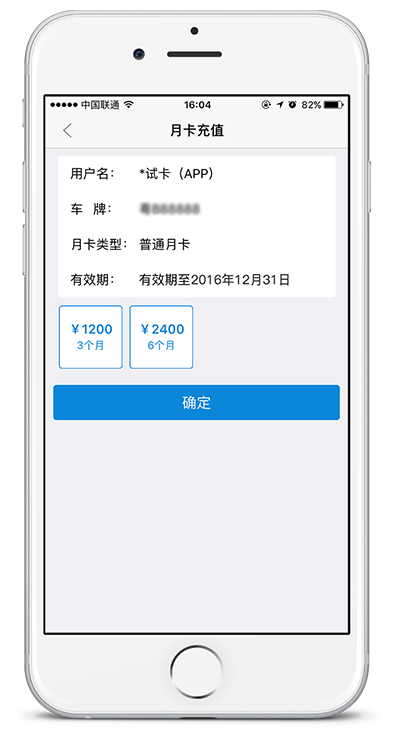 中国联通 16:04 82%
月卡充值
用户名: *试卡（APP）
车 牌:
月卡类型: 普通月卡
有效期: 有效期至2016年12月31日
¥1200 ¥2400
3个月 6个月
确定